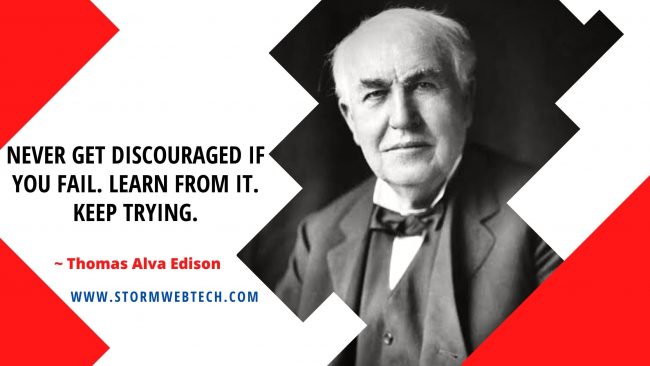 NEVER GET DISCOURAGED IF
YOU FAIL. LEARN FROM IT.
KEEP TRYING.
~ Thomas Alva Edison
WWW.STORMWEBTECH.COM